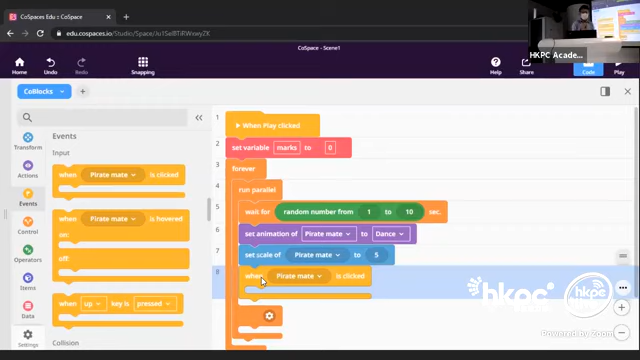 CoSpaces Edu
CoSpace
edu.cospaces.io/Studio/Space/
Home
Undo
Redo
Snapping
CoSpace - Scene1
Help
Share
Code
Play
HKPC Acade...
CoBlocks
Events
Input
when Pirate mate is clicked
when Pirate mate is hovered
on:
off:
when up key is pressed
Collision
Transform
Actions
Events
Control
Operators
Settings
1
When Play clicked
2
set variable marks to 0
3
forever
4
run parallel
5
wait for random number from 1 to 10 sec.
6
set animation of Pirate mate to Dance
7
set scale of Pirate mate to 5
8
when Pirate mate is clicked
hkpc
Powered by zoom